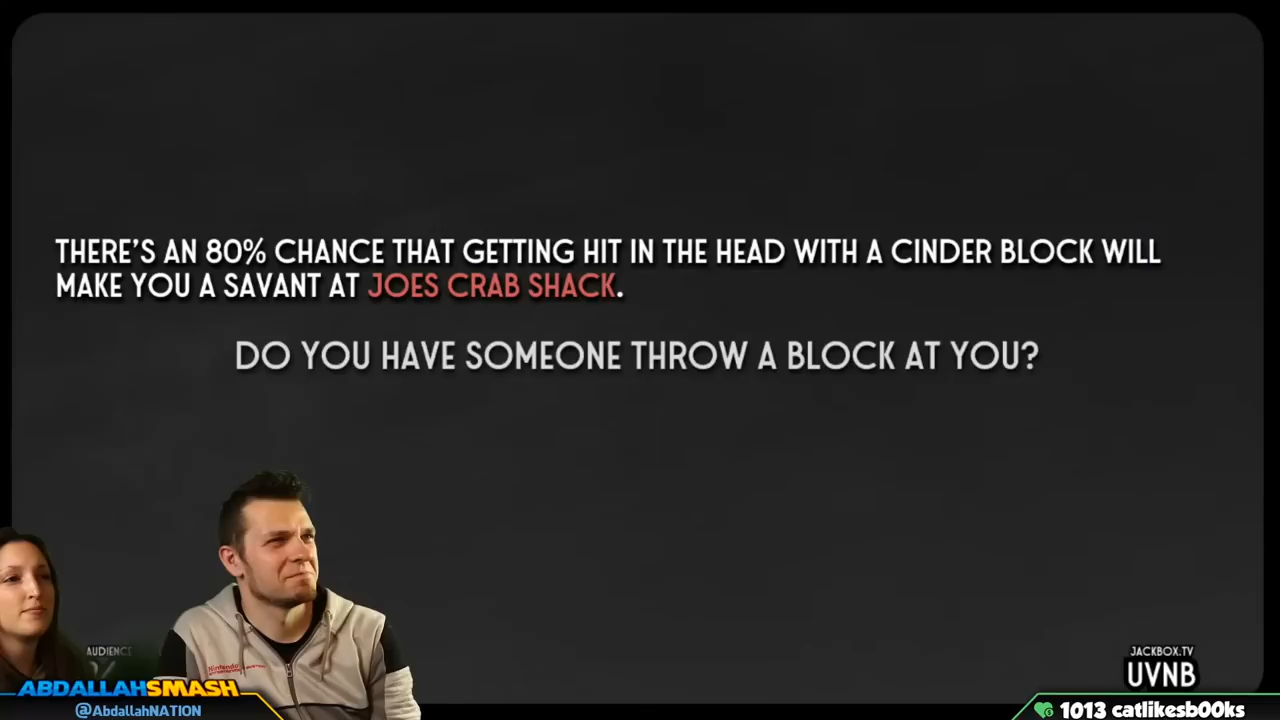 THERE'S AN 80% CHANCE THAT GETTING HIT IN THE HEAD WITH A CINDER BLOCK WILL
MAKE YOU A SAVANT AT JOES CRAB SHACK.
DO YOU HAVE SOMEONE THROW A BLOCK AT YOU?
AUDIENCE
Nintendo
JACKBOX.TV
UVNB
ABDALLAHSMASH
@AbdallahNATION
1013 catlikesb00ks